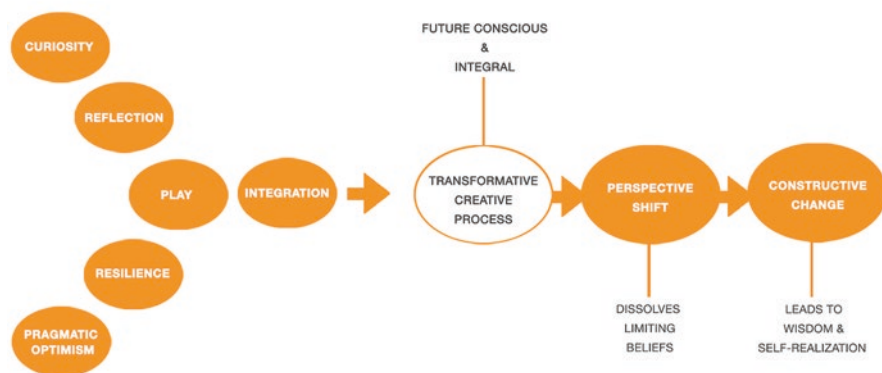 CURIOSITY
REFLECTION
PLAY
INTEGRATION
RESILIENCE
PRAGMATIC
OPTIMISM
FUTURE CONSCIOUS
&
INTEGRAL
TRANSFORMATIVE
CREATIVE
PROCESS
PERSPECTIVE
SHIFT
CONSTRUCTIVE
CHANGE
DISSOLVES
LIMITING
BELIEFS
LEADS TO
WISDOM &
SELF-REALIZATION